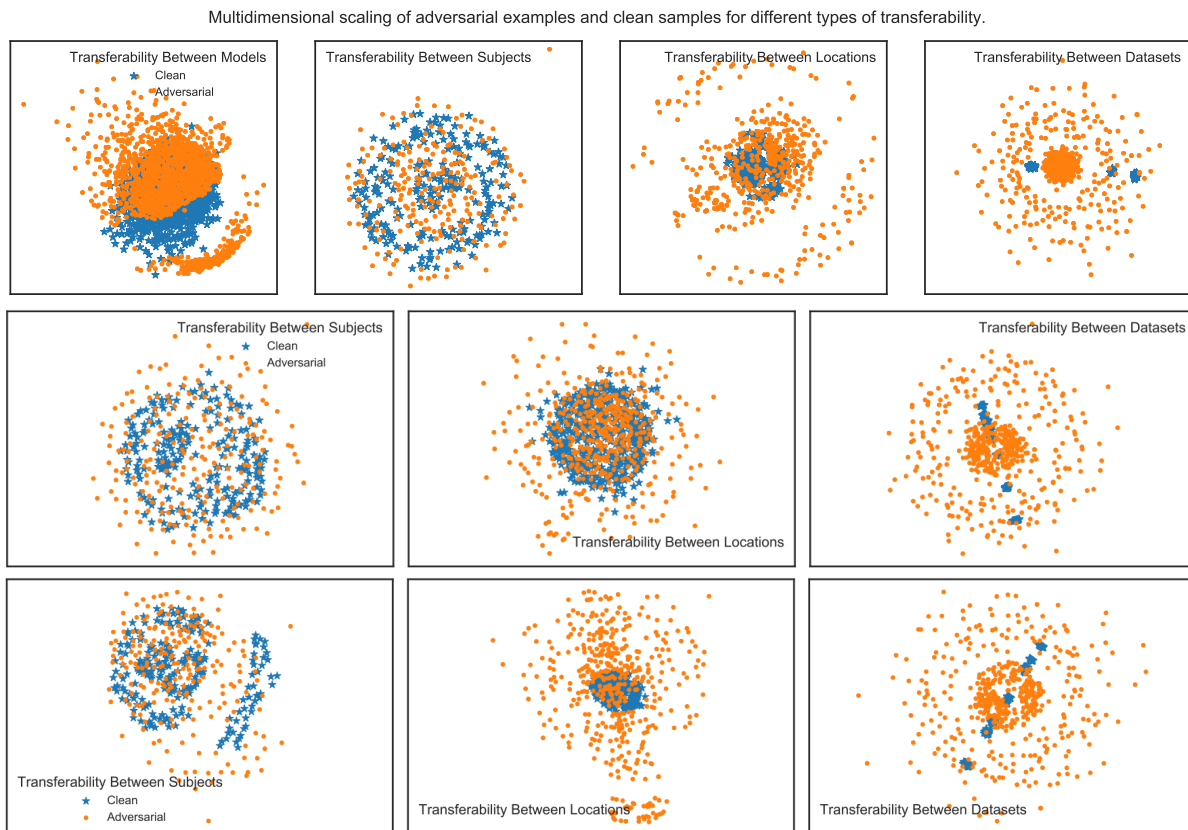 Multidimensional scaling of adversarial examples and clean samples for different types of transferability.
Transferability Between Models
Clean
Adversarial
Transferability Between Subjects
Transferability Between Locations
Transferability Between Datasets
Transferability Between Subjects
Clean
Adversarial
Transferability Between Locations
Transferability Between Datasets
Transferability Between Subjects
Clean
Adversarial
Transferability Between Locations
Transferability Between Datasets